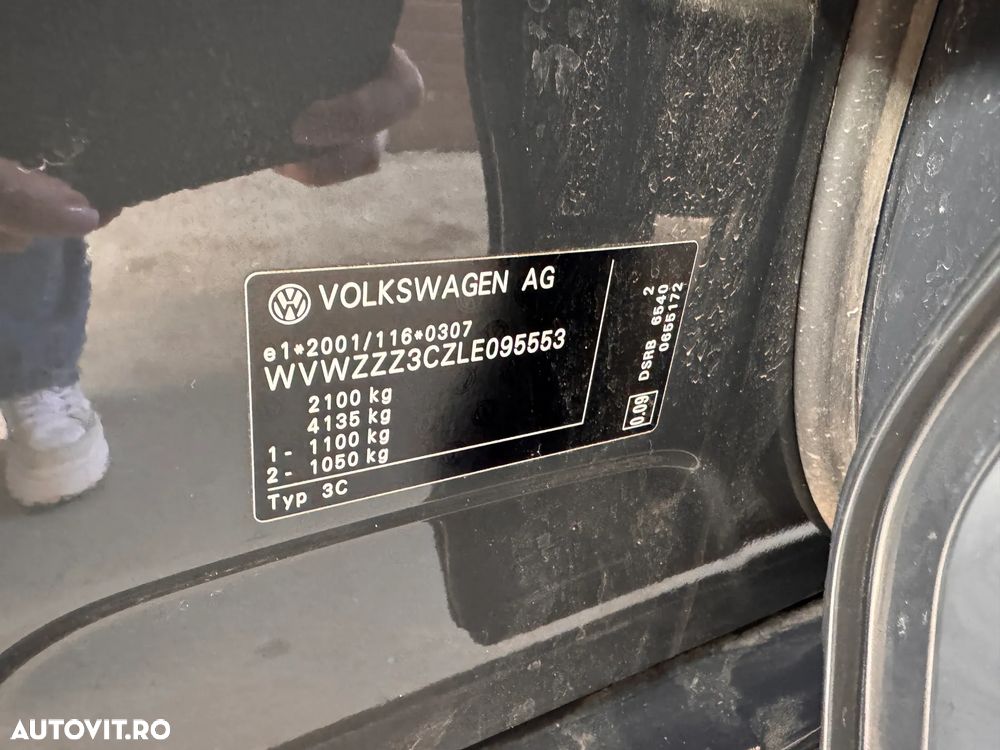 VOLKSWAGEN AG
e1*2001/116*0307
WVWZZZ3CZLE095553
2100 kg
4135 kg
1- 1100 kg
2- 1050 kg
Typ 3C
0.09
DSRB 6540 2
0655172
AUTOVIT.RO